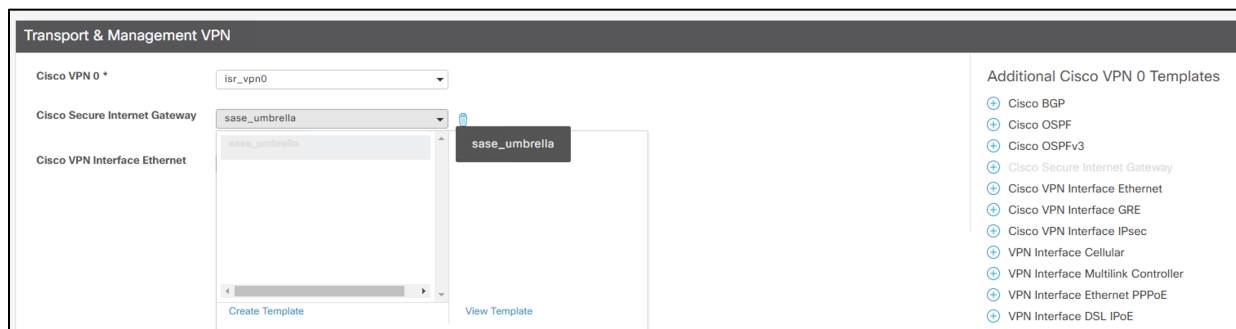 Transport & Management VPN
Cisco VPN 0 *
isr_vpn0
Cisco Secure Internet Gateway
sase_umbrella
sase_umbrella
sase_umbrella
Cisco VPN Interface Ethernet
Create Template
View Template
Additional Cisco VPN 0 Templates
Cisco BGP
Cisco OSPF
Cisco OSPFv3
Cisco Secure Internet Gateway
Cisco VPN Interface Ethernet
Cisco VPN Interface GRE
Cisco VPN Interface IPsec
VPN Interface Cellular
VPN Interface Multilink Controller
VPN Interface Ethernet PPPoE
VPN Interface DSL IPoE